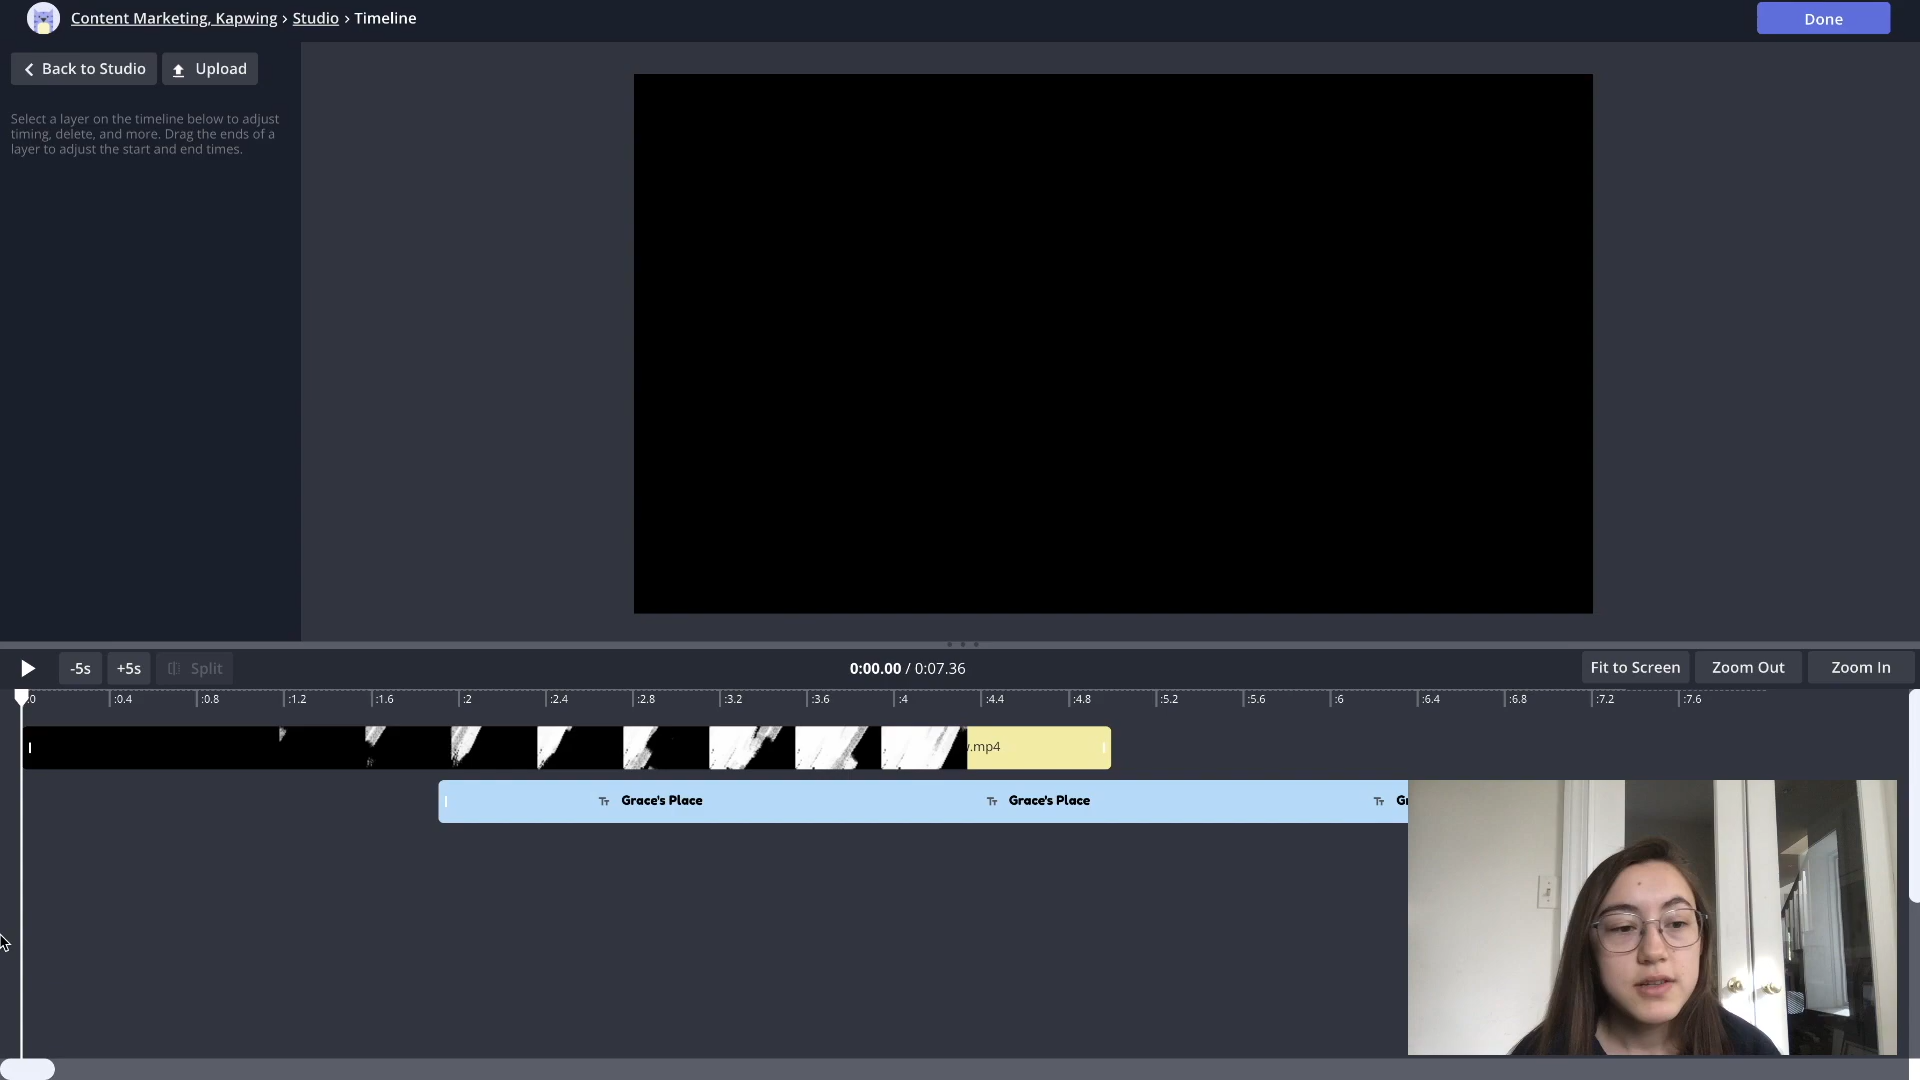 Content Marketing, Kapwing › Studio › Timeline
Done
Back to Studio
Upload
Select a layer on the timeline below to adjust
timing, delete, and more. Drag the ends of a
layer to adjust the start and end times.
-5s
+5s
Split
0:00.00 / 0:07.36
Fit to Screen
Zoom Out
Zoom In
:0 :0.4 :0.8 :1.2 :1.6 :2 :2.4 :2.8 :3.2 :3.6 :4 :4.4 :4.8 :5.2 :5.6 :6 :6.4 :6.8 :7.2 :7.6
.mp4
Tт Grace's Place Tт Grace's Place Tт Gr